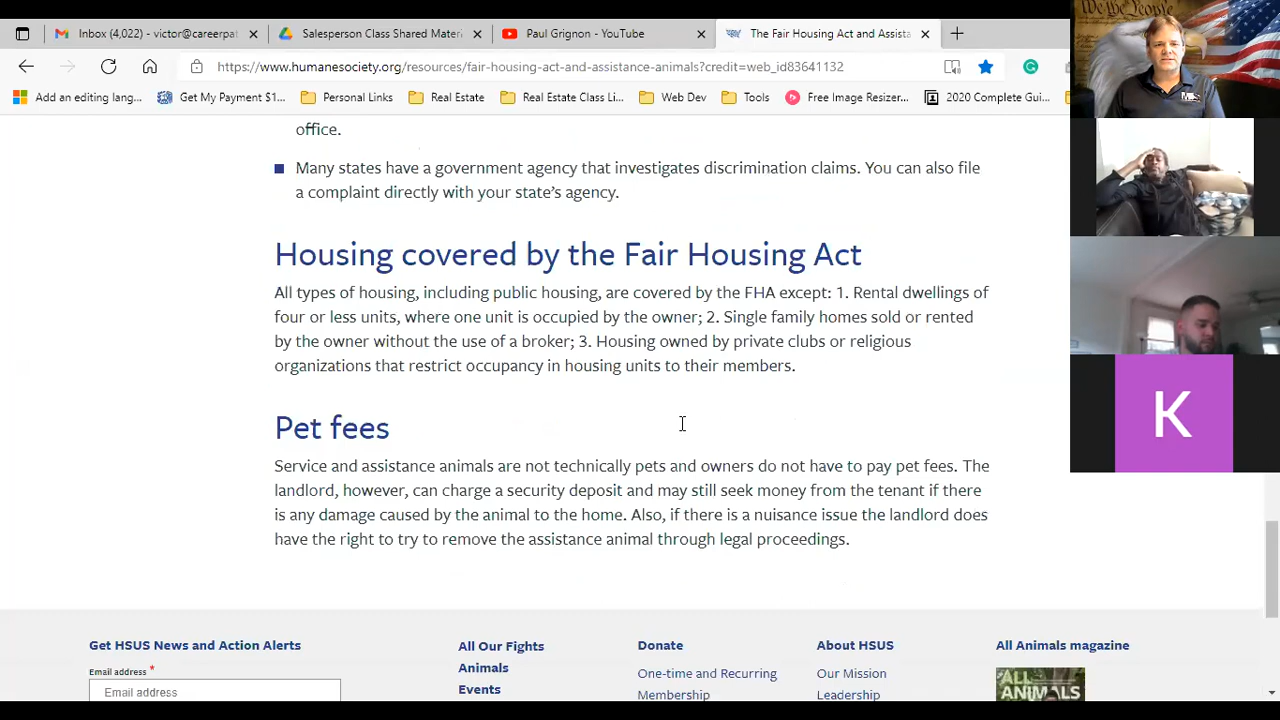 We the People
Inbox (4,022) - victor@careerpa
Salesperson Class Shared Mater
Paul Grignon - YouTube
The Fair Housing Act and Assista
https://www.humanesociety.org/resources/fair-housing-act-and-assistance-animals?credit=web_id83641132
Add an editing lang...
Get My Payment $1...
Personal Links
Real Estate
Real Estate Class Li...
Web Dev
Tools
Free Image Resizer...
2020 Complete Gui...
office.
Many states have a government agency that investigates discrimination claims. You can also file
a complaint directly with your state’s agency.
Housing covered by the Fair Housing Act
All types of housing, including public housing, are covered by the FHA except: 1. Rental dwellings of
four or less units, where one unit is occupied by the owner; 2. Single family homes sold or rented
by the owner without the use of a broker; 3. Housing owned by private clubs or religious
organizations that restrict occupancy in housing units to their members.
K
Pet fees
Service and assistance animals are not technically pets and owners do not have to pay pet fees. The
landlord, however, can charge a security deposit and may still seek money from the tenant if there
is any damage caused by the animal to the home. Also, if there is a nuisance issue the landlord does
have the right to try to remove the assistance animal through legal proceedings.
Get HSUS News and Action Alerts
Email address *
Email address
All Our Fights
Animals
Events
Donate
One-time and Recurring
Membership
About HSUS
Our Mission
Leadership
All Animals magazine
ALL
ANIMALS